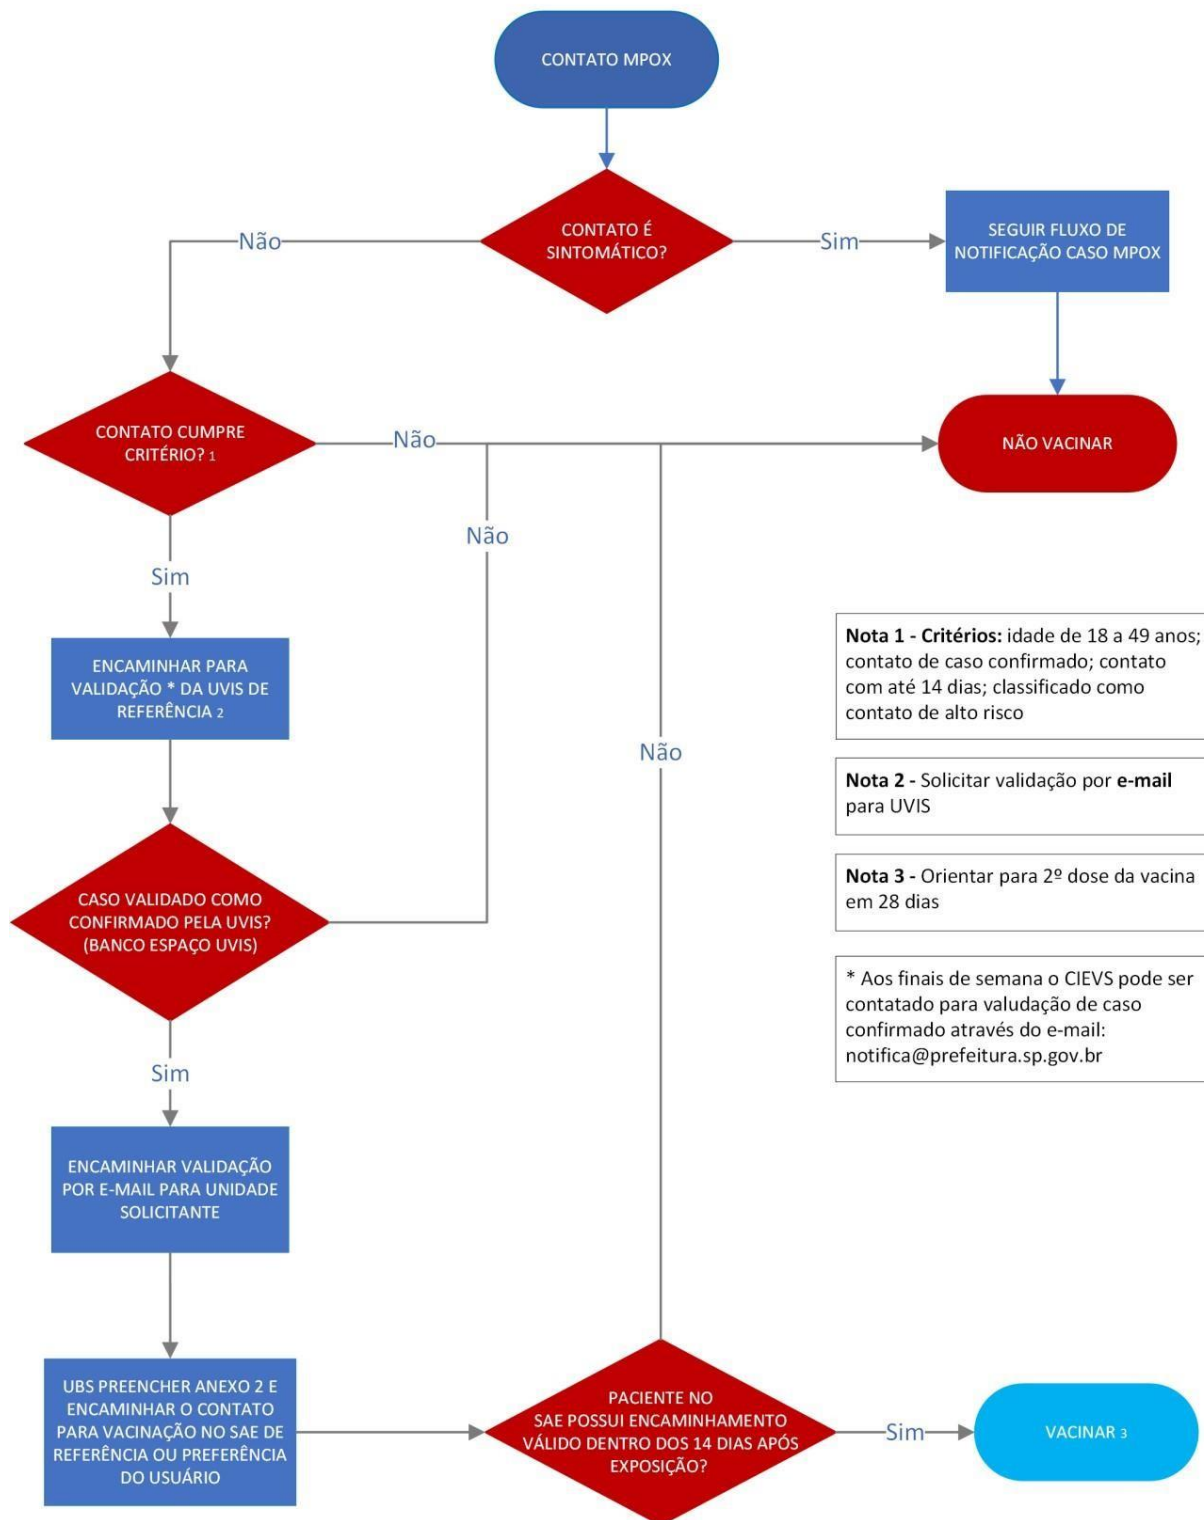 CONTATO MPOX
CONTATO É
SINTOMÁTICO?
Não
Sim
SEGUIR FLUXO DE
NOTIFICAÇÃO CASO MPOX
CONTATO CUMPRE
CRITÉRIO? 1
Não
NÃO VACINAR
Não
Sim
ENCAMINHAR PARA
VALIDAÇÃO * DA UVIS DE
REFERÊNCIA 2
Nota 1 - Critérios: idade de 18 a 49 anos;
contato de caso confirmado; contato
com até 14 dias; classificado como
contato de alto risco
Não
Nota 2 - Solicitar validação por e-mail
para UVIS
CASO VALIDADO COMO
CONFIRMADO PELA UVIS?
(BANCO ESPAÇO UVIS)
Nota 3 - Orientar para 2º dose da vacina
em 28 dias
* Aos finais de semana o CIEVS pode ser
contatado para valudação de caso
confirmado através do e-mail:
notifica@prefeitura.sp.gov.br
Sim
ENCAMINHAR VALIDAÇÃO
POR E-MAIL PARA UNIDADE
SOLICITANTE
UBS PREENCHER ANEXO 2 E
ENCAMINHAR O CONTATO
PARA VACINAÇÃO NO SAE DE
REFERÊNCIA OU PREFERÊNCIA
DO USUÁRIO
PACIENTE NO
SAE POSSUI ENCAMINHAMENTO
VÁLIDO DENTRO DOS 14 DIAS APÓS
EXPOSIÇÃO?
Sim
VACINAR 3